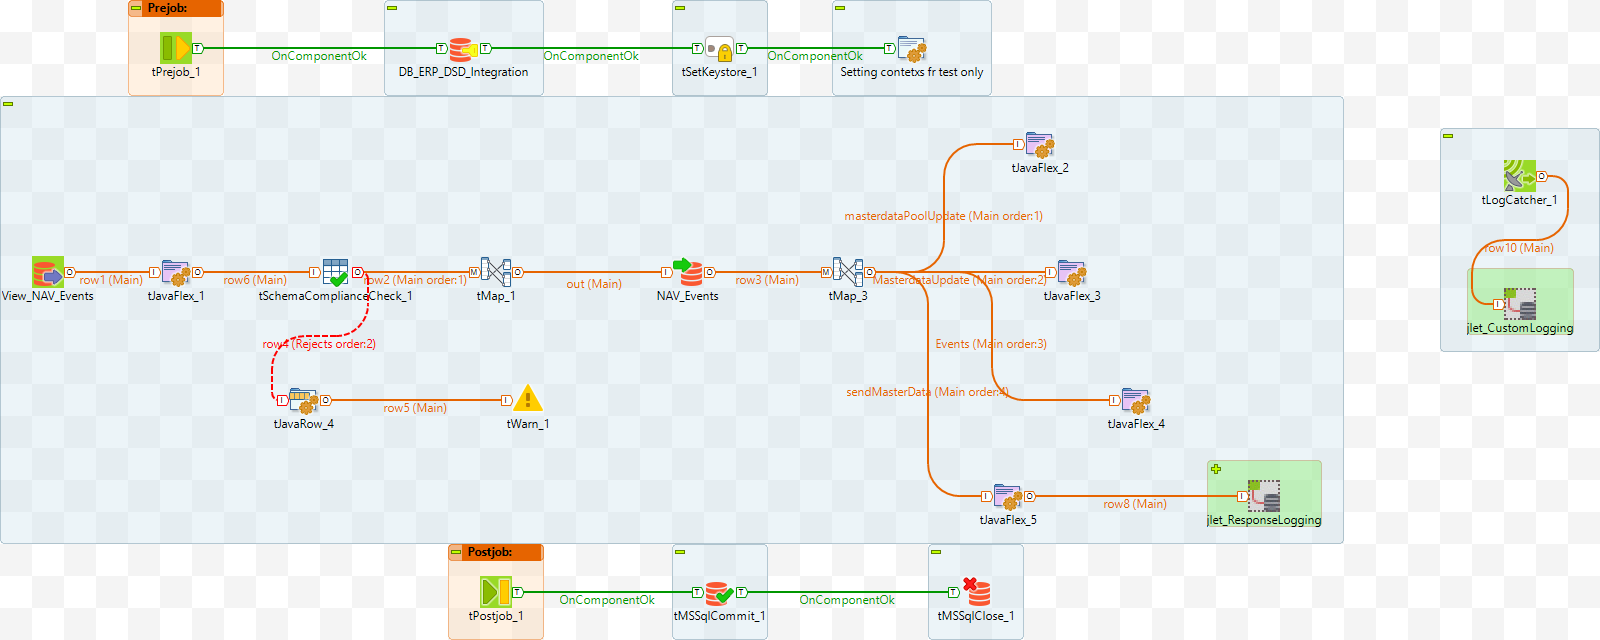 Prejob:
OnComponentOk
OnComponentOk
OnComponentOk
tPrejob_1
DB_ERP_DSD_Integration
tSetKeystore_1
Setting contetxs fr test only
tJavaFlex_2
masterdataPoolUpdate (Main order:1)
View_NAV_Events
row1 (Main)
tJavaFlex_1
row6 (Main)
tSchemaComplianceCheck_1
row2 (Main order:1)
tMap_1
out (Main)
NAV_Events
row3 (Main)
tMap_3
MasterdataUpdate (Main order:2)
tJavaFlex_3
row4 (Rejects order:2)
Events (Main order:3)
sendMasterData (Main order:4)
tJavaRow_4
row5 (Main)
tWarn_1
tJavaFlex_4
tJavaFlex_5
row8 (Main)
jlet_ResponseLogging
tLogCatcher_1
row10 (Main)
jlet_CustomLogging
Postjob:
OnComponentOk
OnComponentOk
tPostjob_1
tMSSqlCommit_1
tMSSqlClose_1